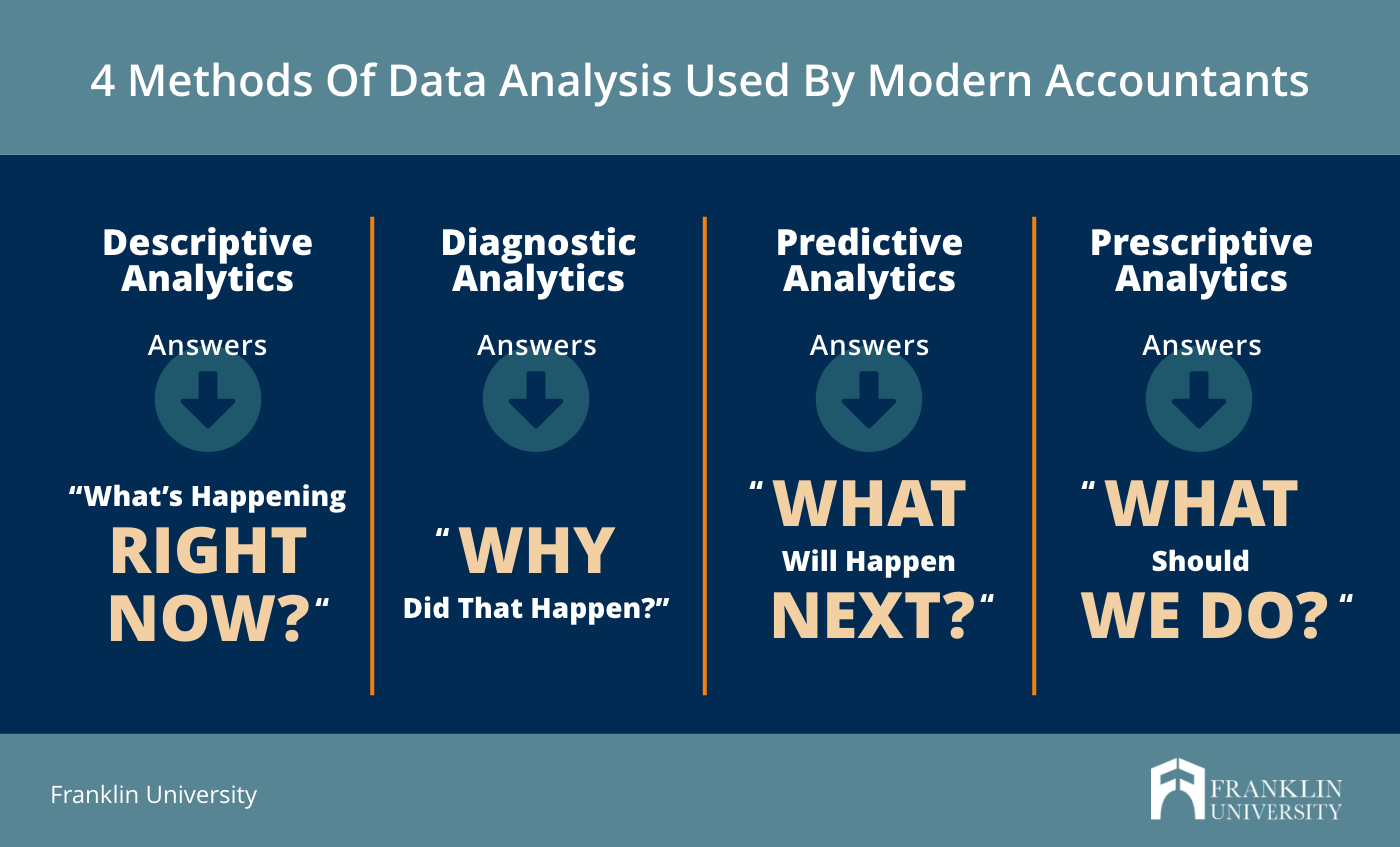 4 Methods Of Data Analysis Used By Modern Accountants
Descriptive
Analytics
Answers
“What’s Happening
RIGHT
NOW?“
Diagnostic
Analytics
Answers
“ WHY
Did That Happen?”
Predictive
Analytics
Answers
“ WHAT
Will Happen
NEXT?“
Prescriptive
Analytics
Answers
“ WHAT
Should
WE DO? “
Franklin University
FRANKLIN
UNIVERSITY